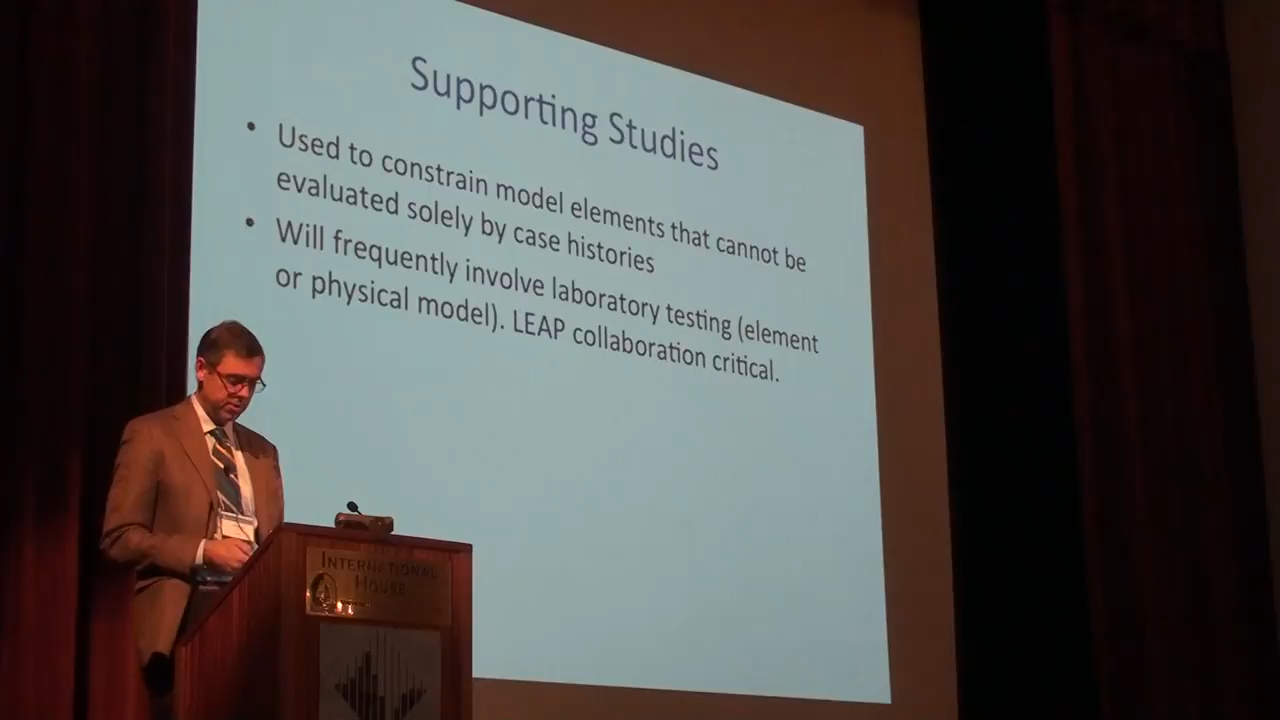 Supporting Studies
• Used to constrain model elements that cannot be
evaluated solely by case histories
• Will frequently involve laboratory testing (element
or physical model). LEAP collaboration critical.
INTERNATIONAL
HOUSE